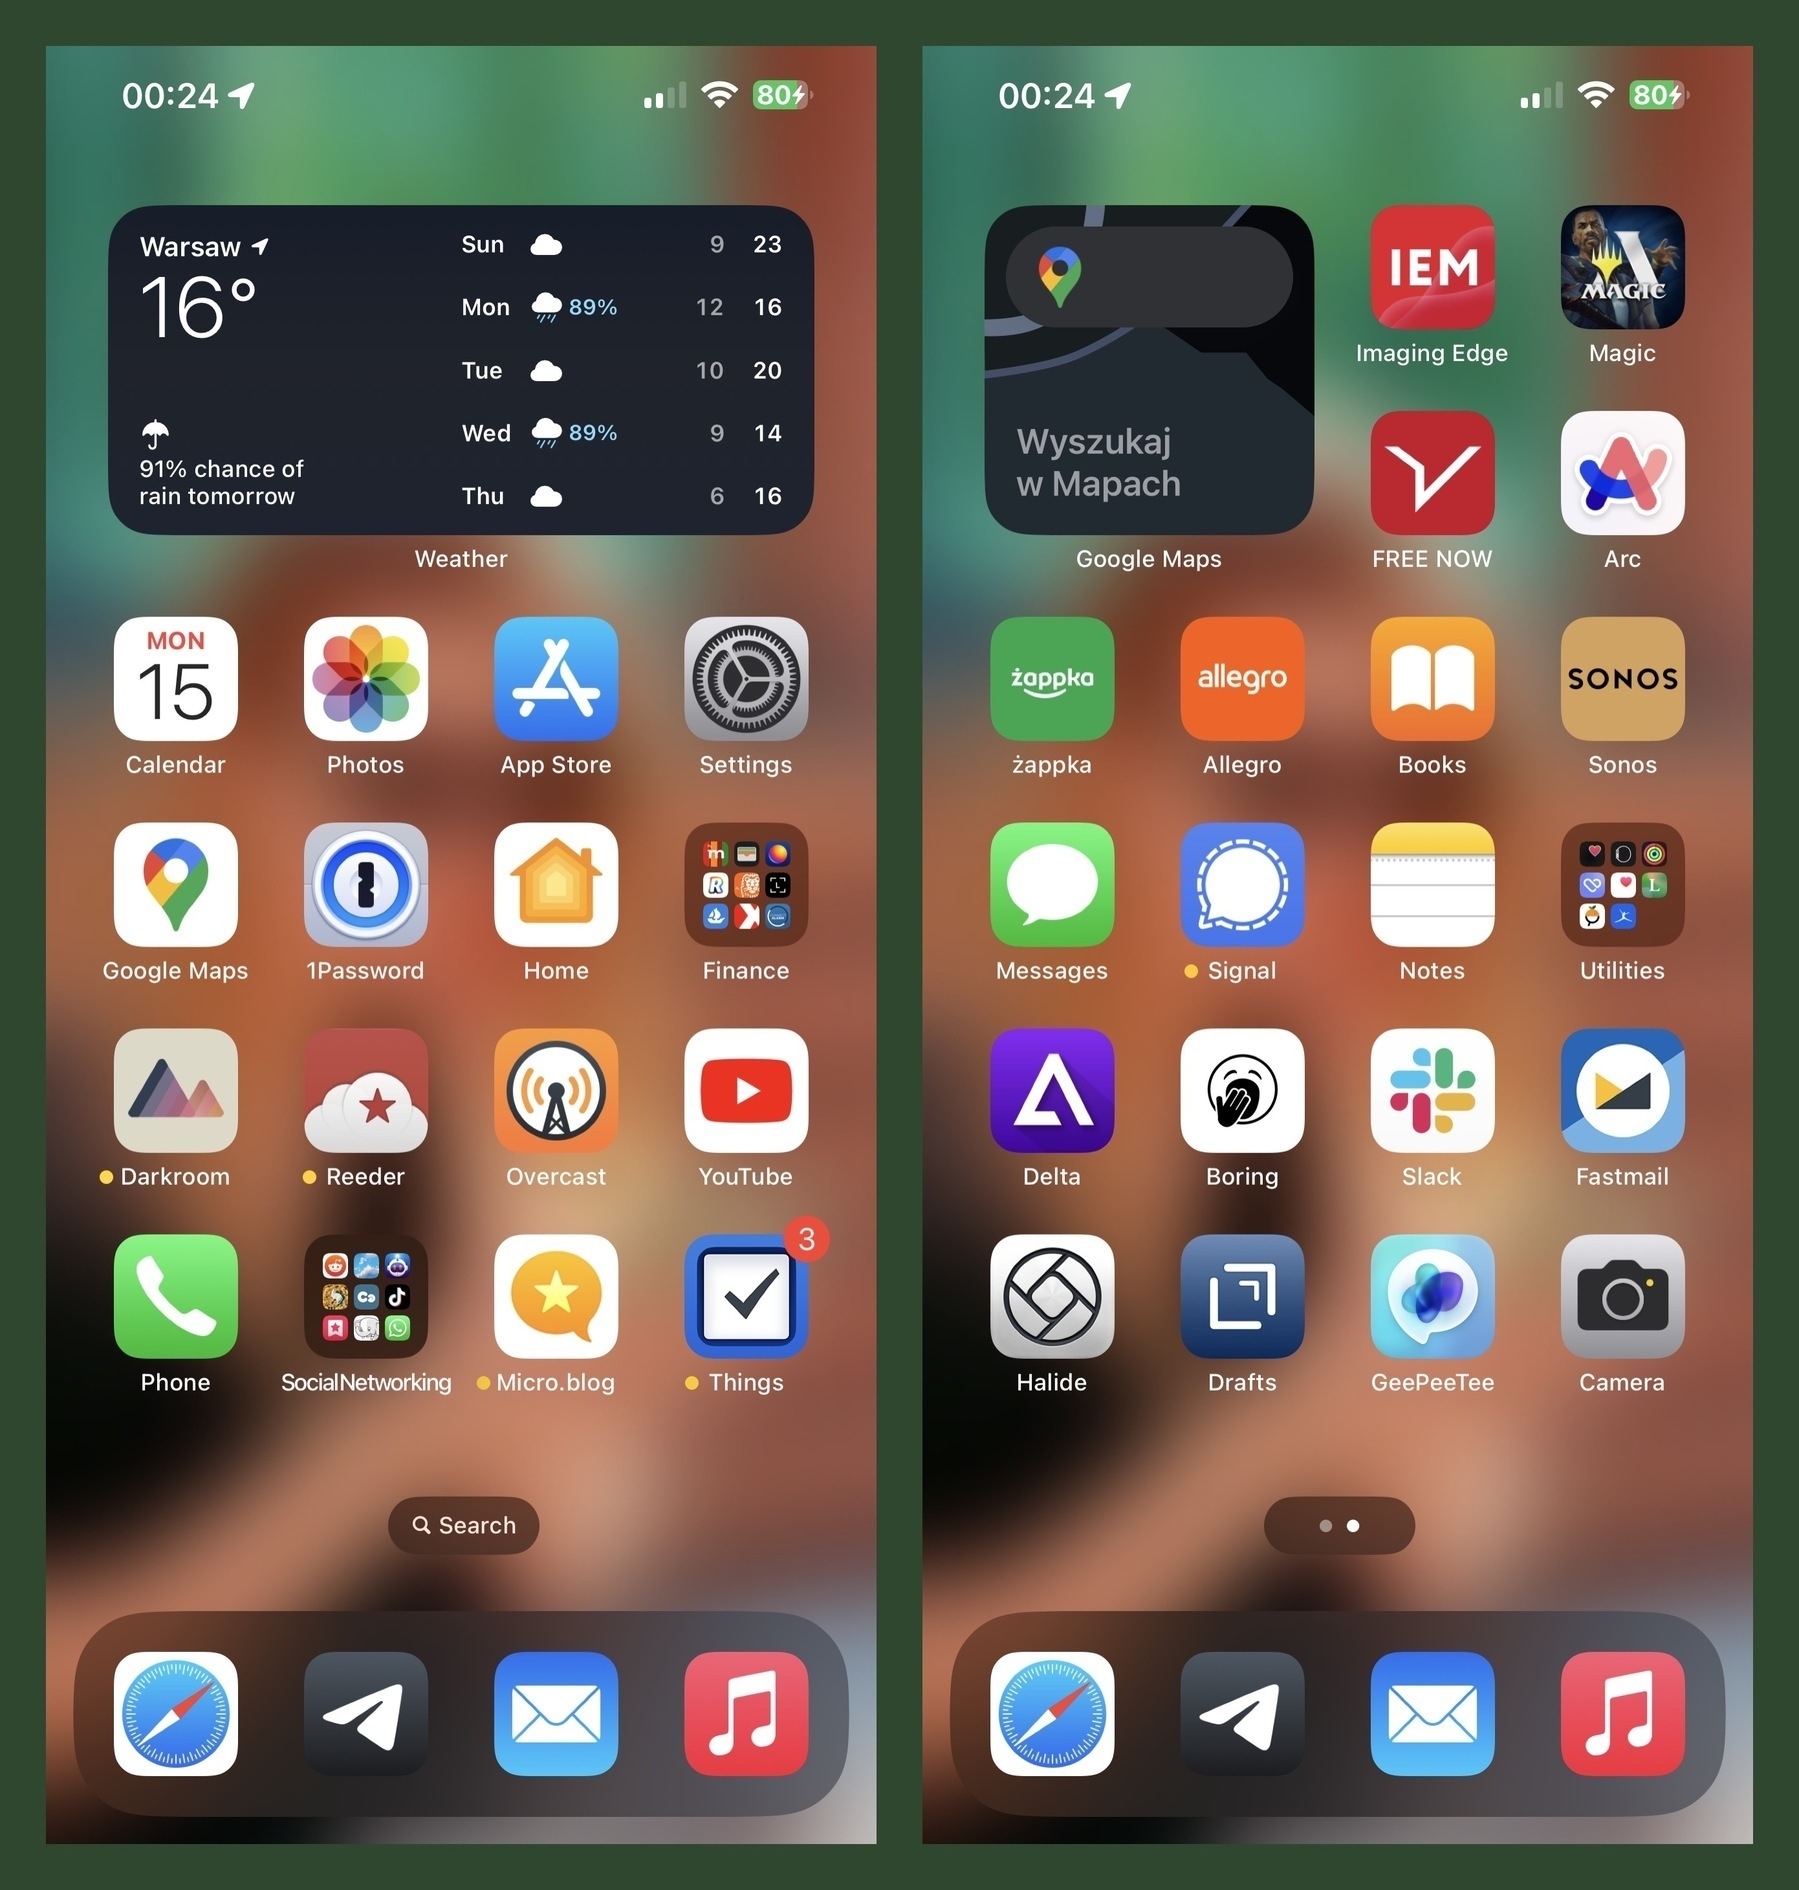 00:24
80
Warsaw
16°
91% chance of
rain tomorrow
Sun 9 23
Mon 89% 12 16
Tue 10 20
Wed 89% 9 14
Thu 6 16
Weather
MON
15
Calendar
Photos
App Store
Settings
Google Maps
1Password
Home
Finance
Darkroom
Reeder
Overcast
YouTube
3
Phone
Social Networking
Micro.blog
Things
Search
00:24
80
Wyszukaj
w Mapach
Google Maps
IEM
Imaging Edge
MAGIC
Magic
FREE NOW
Arc
żappka
żappka
allegro
Allegro
Books
SONOS
Sonos
Messages
Signal
Notes
Utilities
Delta
Boring
Slack
Fastmail
Halide
Drafts
GeePeeTee
Camera